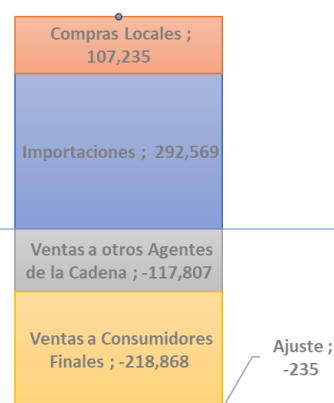 Compras Locales ;
107,235
Importaciones ; 292,569
Ventas a otros Agentes
de la Cadena ; -117,807
Ventas a Consumidores
Finales ; -218,868
Ajuste ;
-235